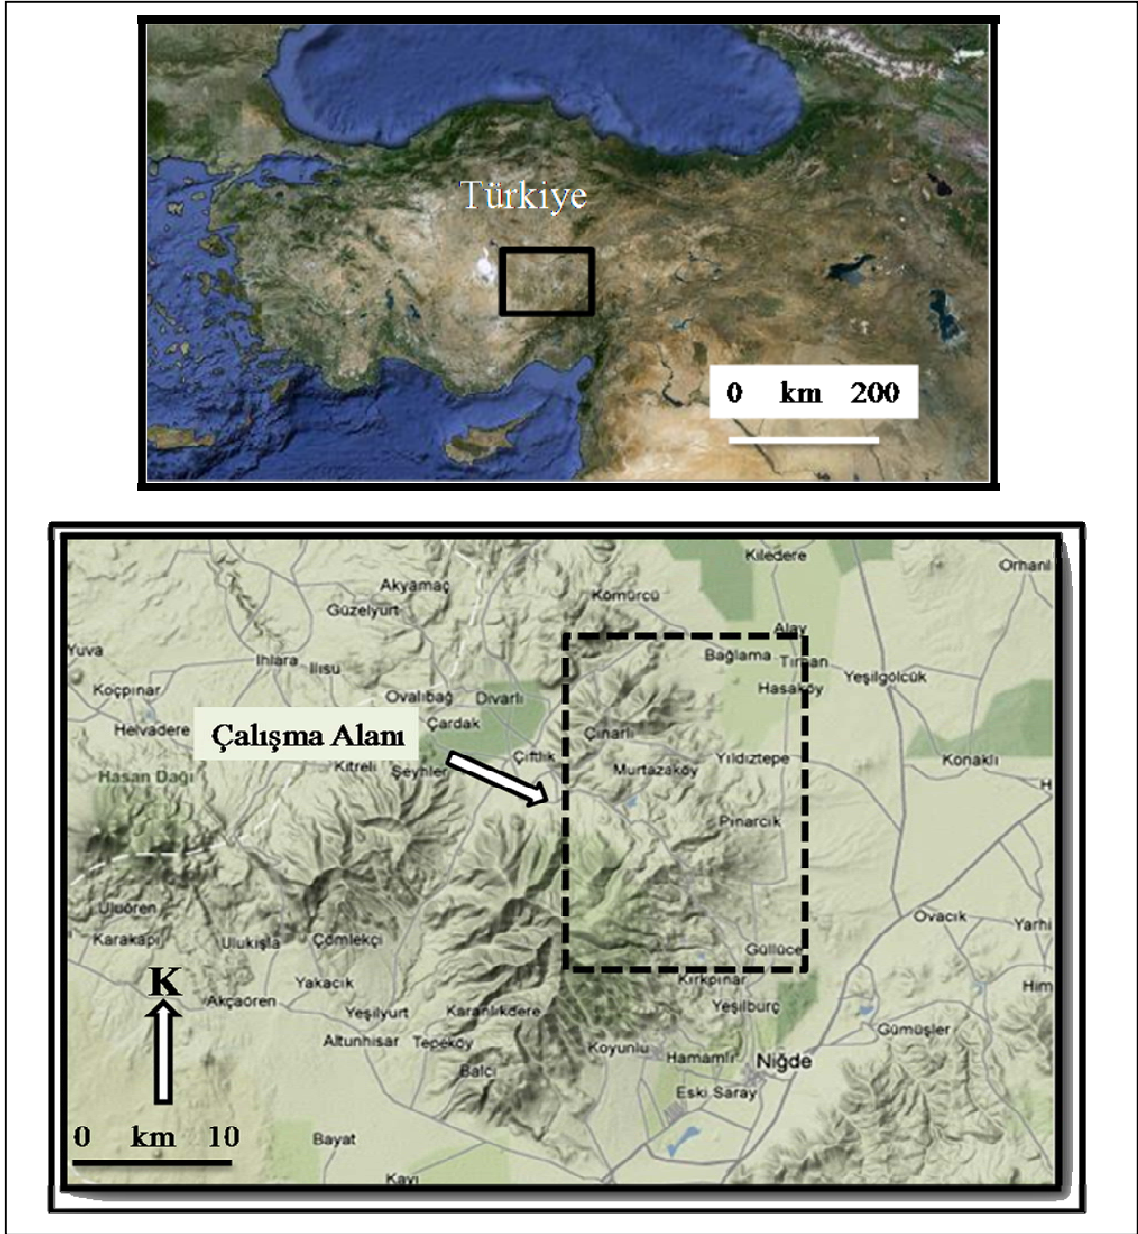 Türkiye
0 km 200
Kiledere
Orhanlı
Akyamaç
Kömürcü
Güzelyurt
Alay
Yuva
Bağlama
Tırhan
Ihlara
Ilısu
Yeşilgölcük
Koçpınar
Hasaköy
Ovalıbağ
Divarlı
Helvadere
Çardak
Çalışma Alanı
Çınarlı
Çiftlik
Yıldıztepe
Konaklı
Kitreli
Şeyhler
Murtazaköy
Hasan Dağı
H
Pınarcık
Uluören
Ovacık
Yarhi
Karakapı
Ulukışla
Çömlekçi
Güllüce
K
Yakacık
Kırkpınar
Him
Akçaören
Yeşilyurt
Karanlıkdere
Yeşilburç
Gümüşler
Altunhisar
Tepeköy
Koyunlu
Hamamlı
Niğde
Balcı
Eski Saray
0 km 10
Bayat
Kayı